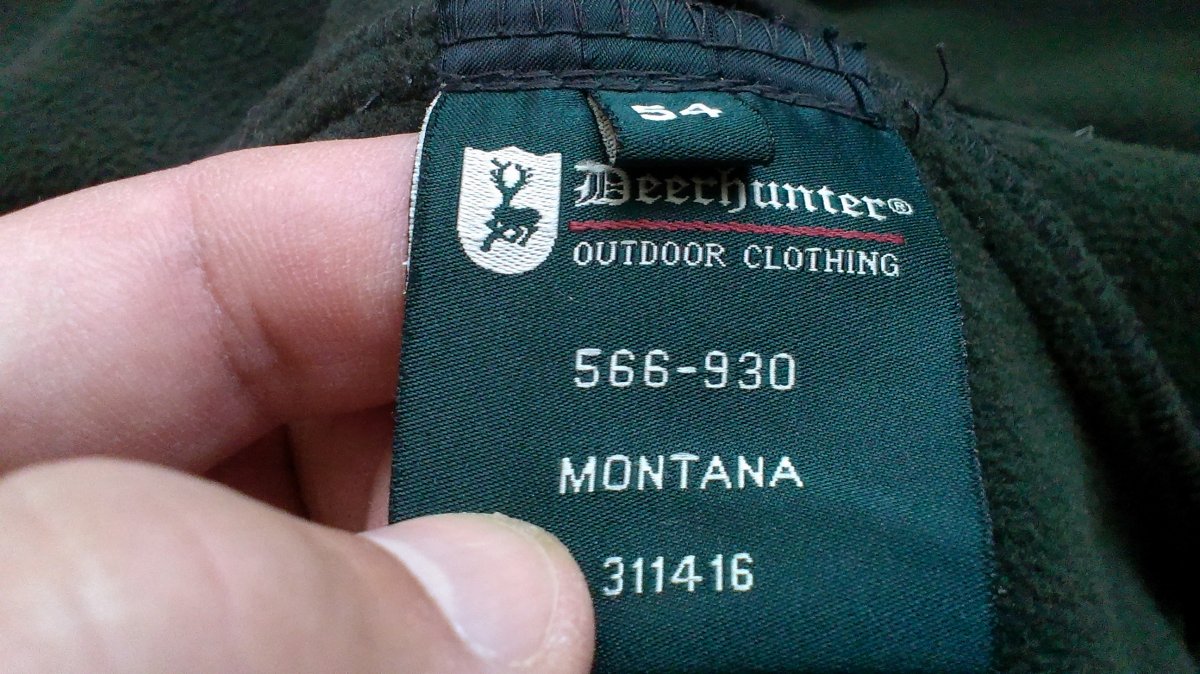 54
Deerhunter®
OUTDOOR CLOTHING
566-930
MONTANA
311416